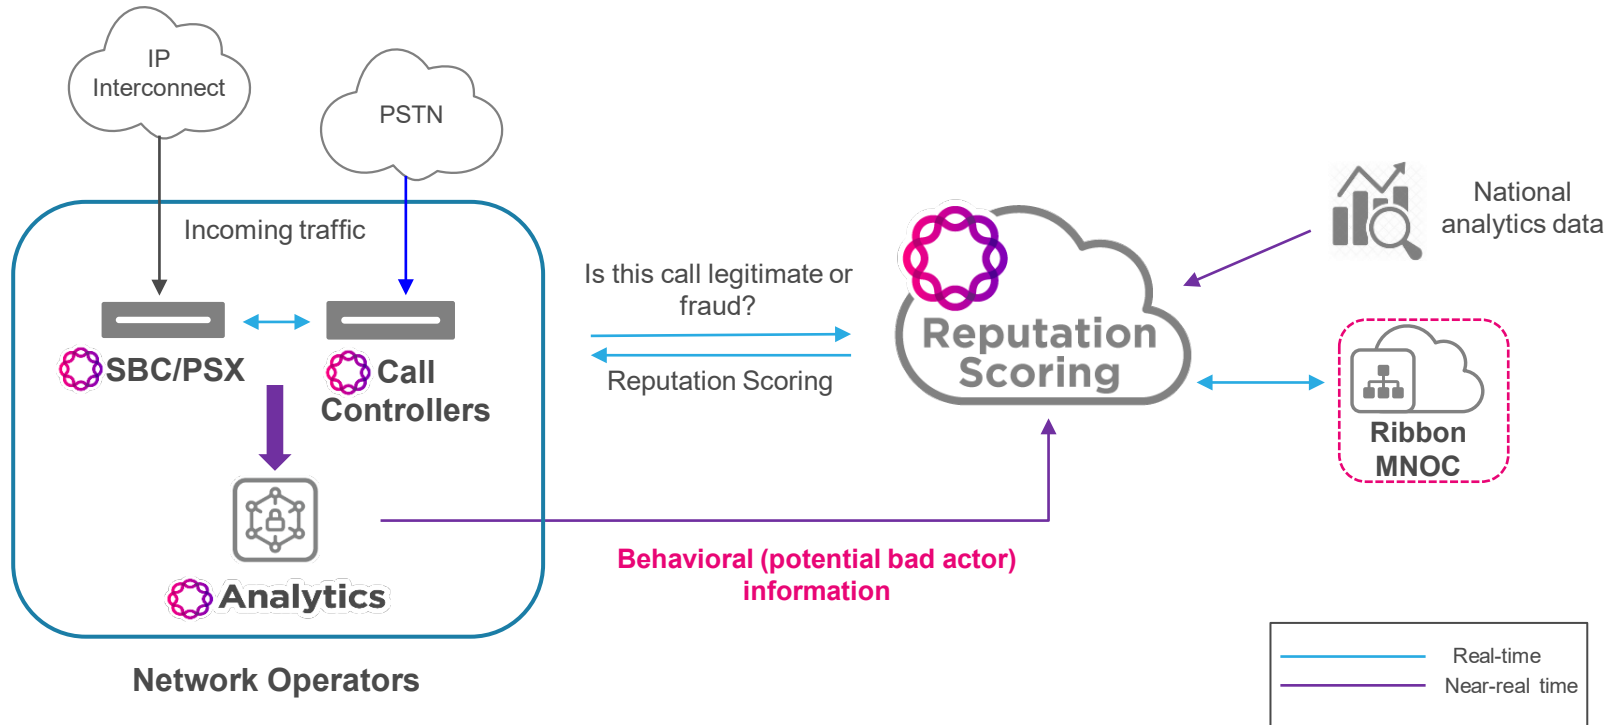 IP
Interconnect
PSTN
Incoming traffic
SBC/PSX
Call
Controllers
Analytics
Network Operators
Is this call legitimate or
fraud?
Reputation Scoring
Behavioral (potential bad actor)
information
Reputation
Scoring
National
analytics data
Ribbon
MNOC
Real-time
Near-real time